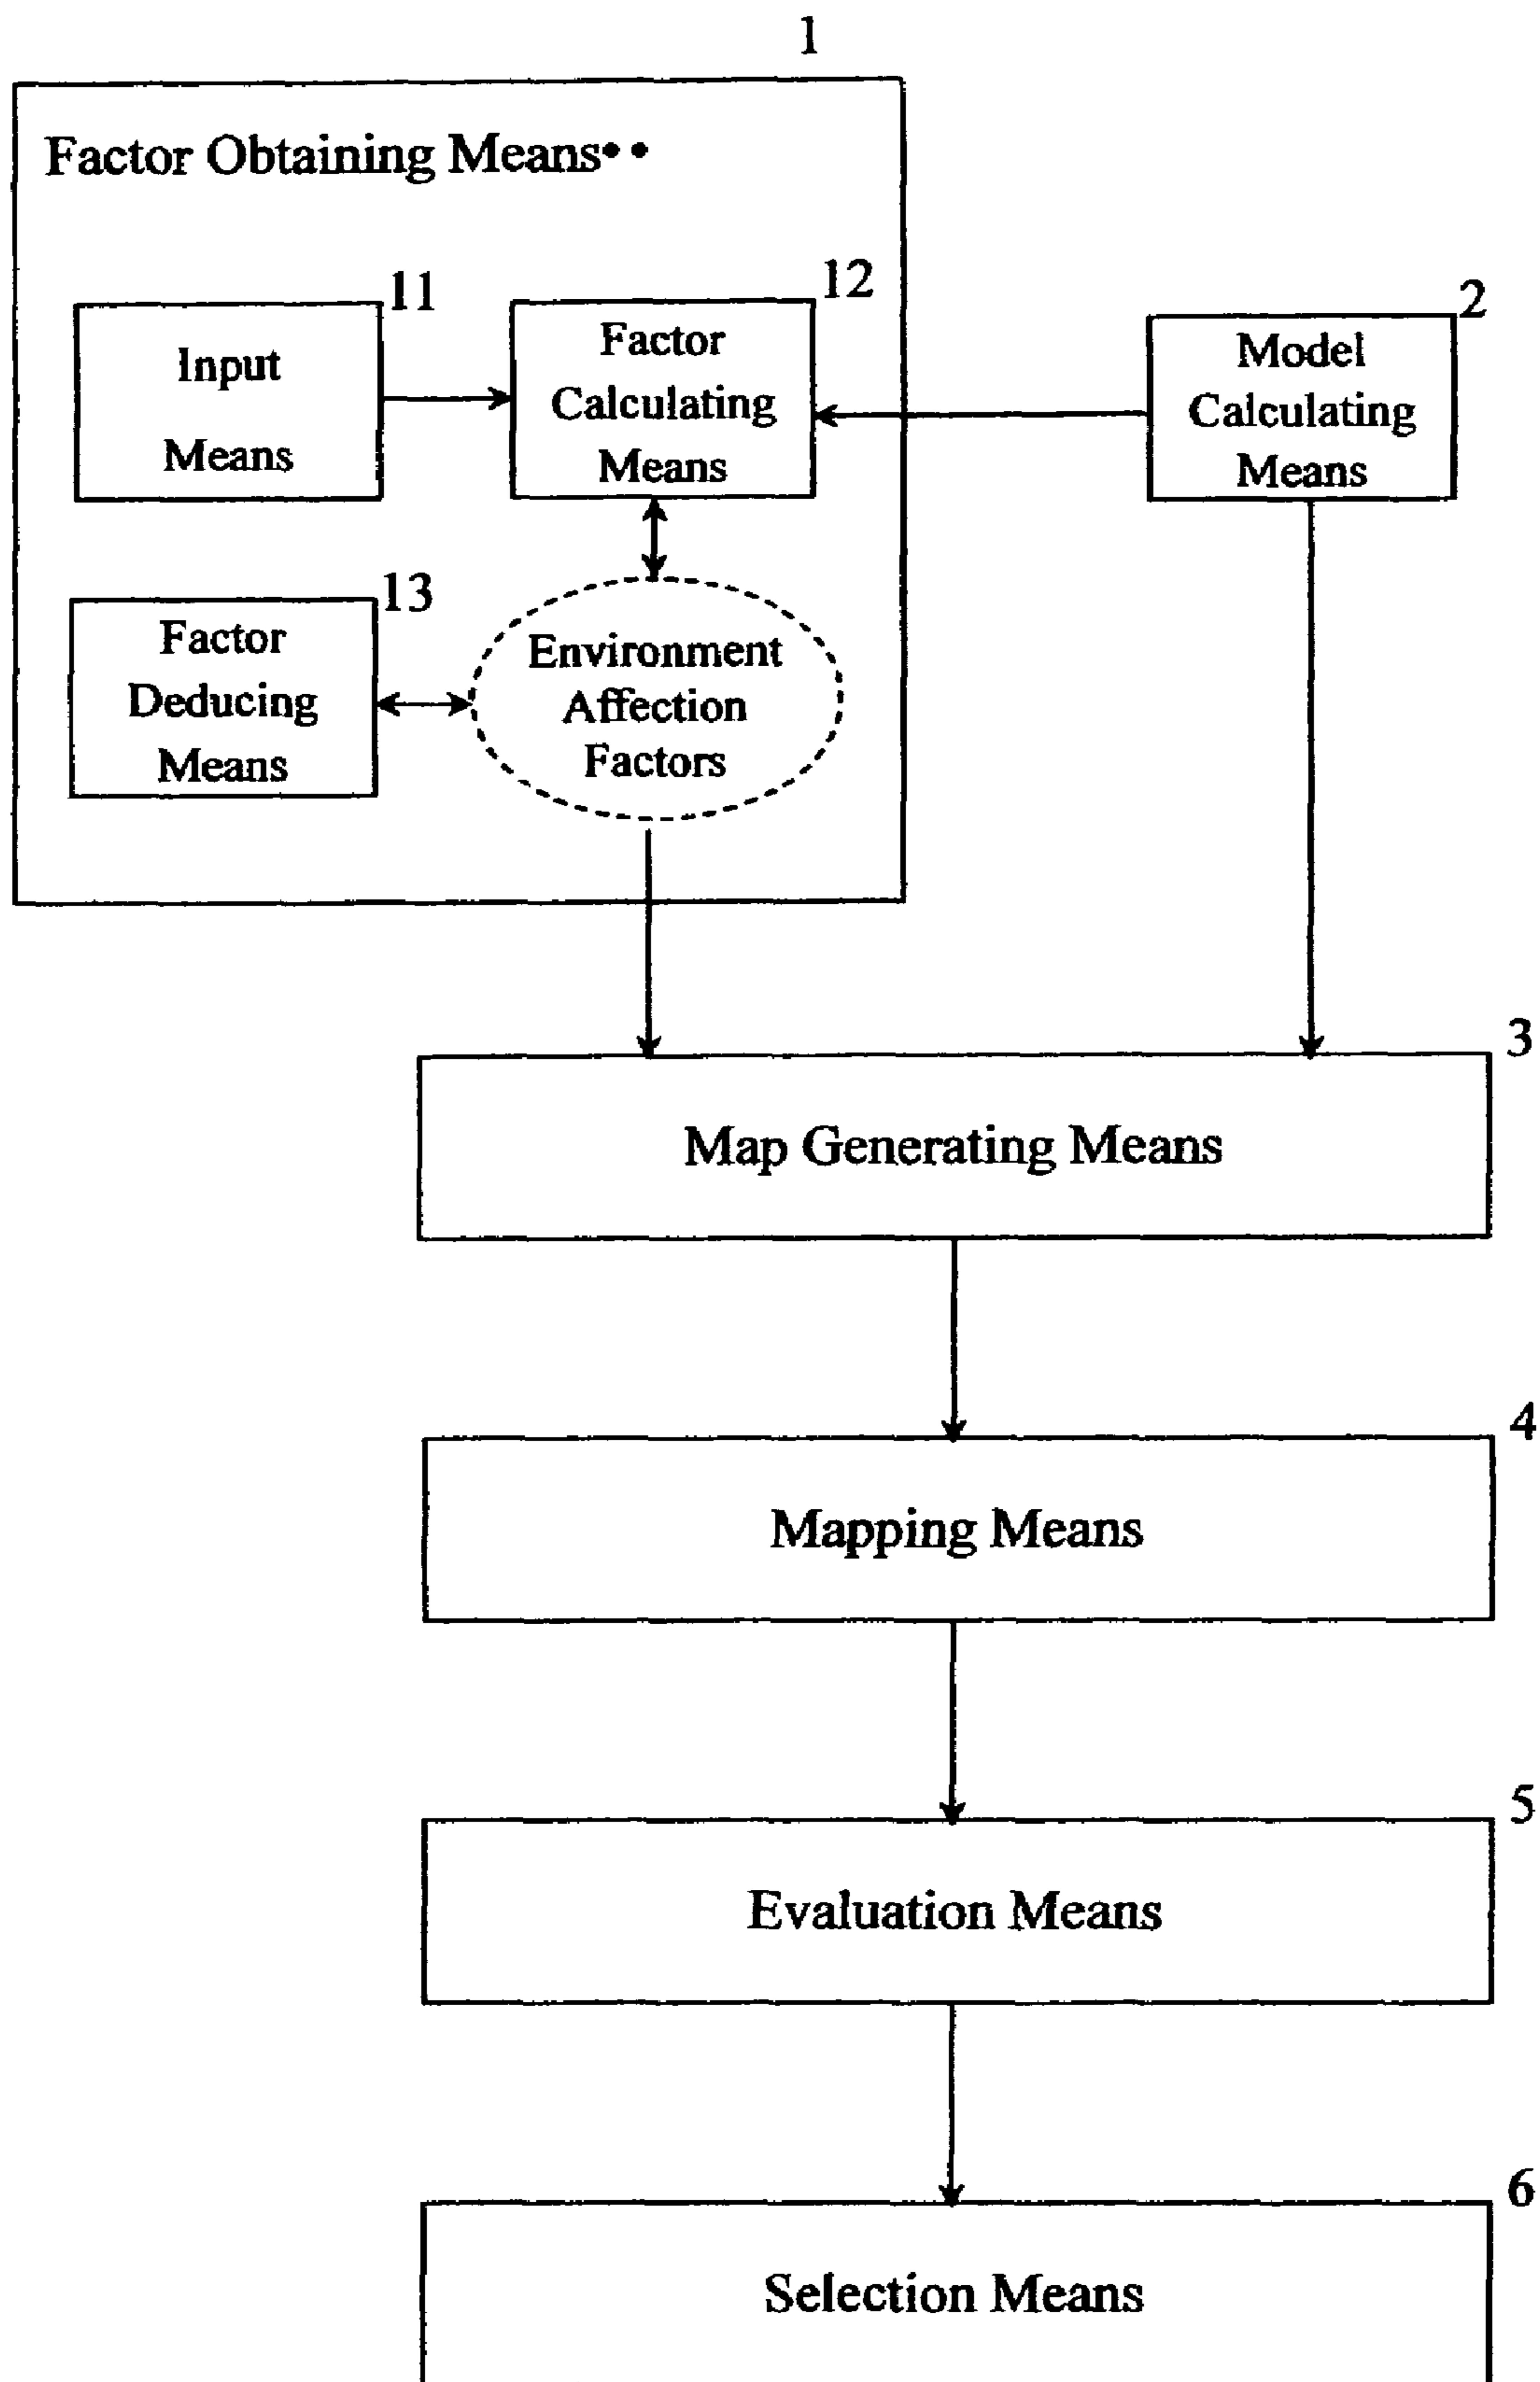 1
Factor Obtaining Means••
11
Input
Means
12
Factor
Calculating
Means
2
Model
Calculating
Means
13
Factor
Deducing
Means
Environment
Affection
Factors
3
Map Generating Means
4
Mapping Means
5
Evaluation Means
6
Selection Means